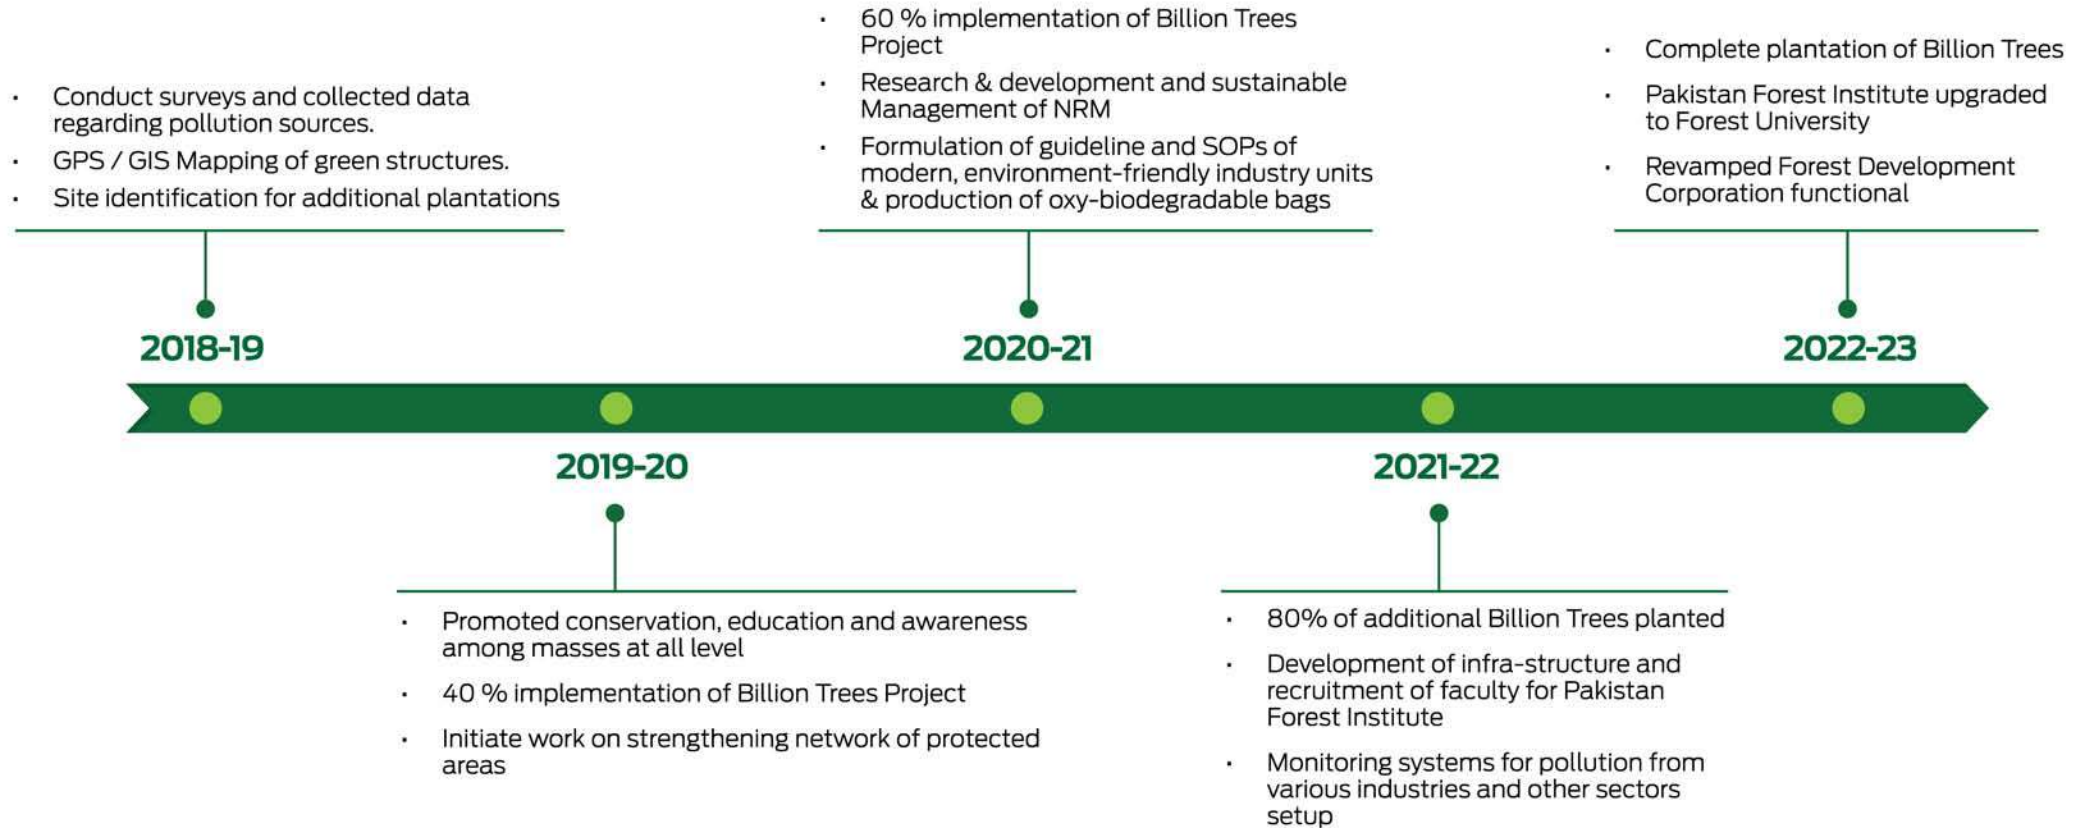 · Conduct surveys and collected data
regarding pollution sources.
· GPS / GIS Mapping of green structures.
· Site identification for additional plantations
2018-19
· Promoted conservation, education and awareness
among masses at all level
· 40 % implementation of Billion Trees Project
· Initiate work on strengthening network of protected
areas
2019-20
· 60 % implementation of Billion Trees
Project
· Research & development and sustainable
Management of NRM
· Formulation of guideline and SOPs of
modern, environment-friendly industry units
& production of oxy-biodegradable bags
2020-21
2021-22
· 80% of additional Billion Trees planted
· Development of infra-structure and
recruitment of faculty for Pakistan
Forest Institute
· Monitoring systems for pollution from
various industries and other sectors
setup
· Complete plantation of Billion Trees
· Pakistan Forest Institute upgraded
to Forest University
· Revamped Forest Development
Corporation functional
2022-23